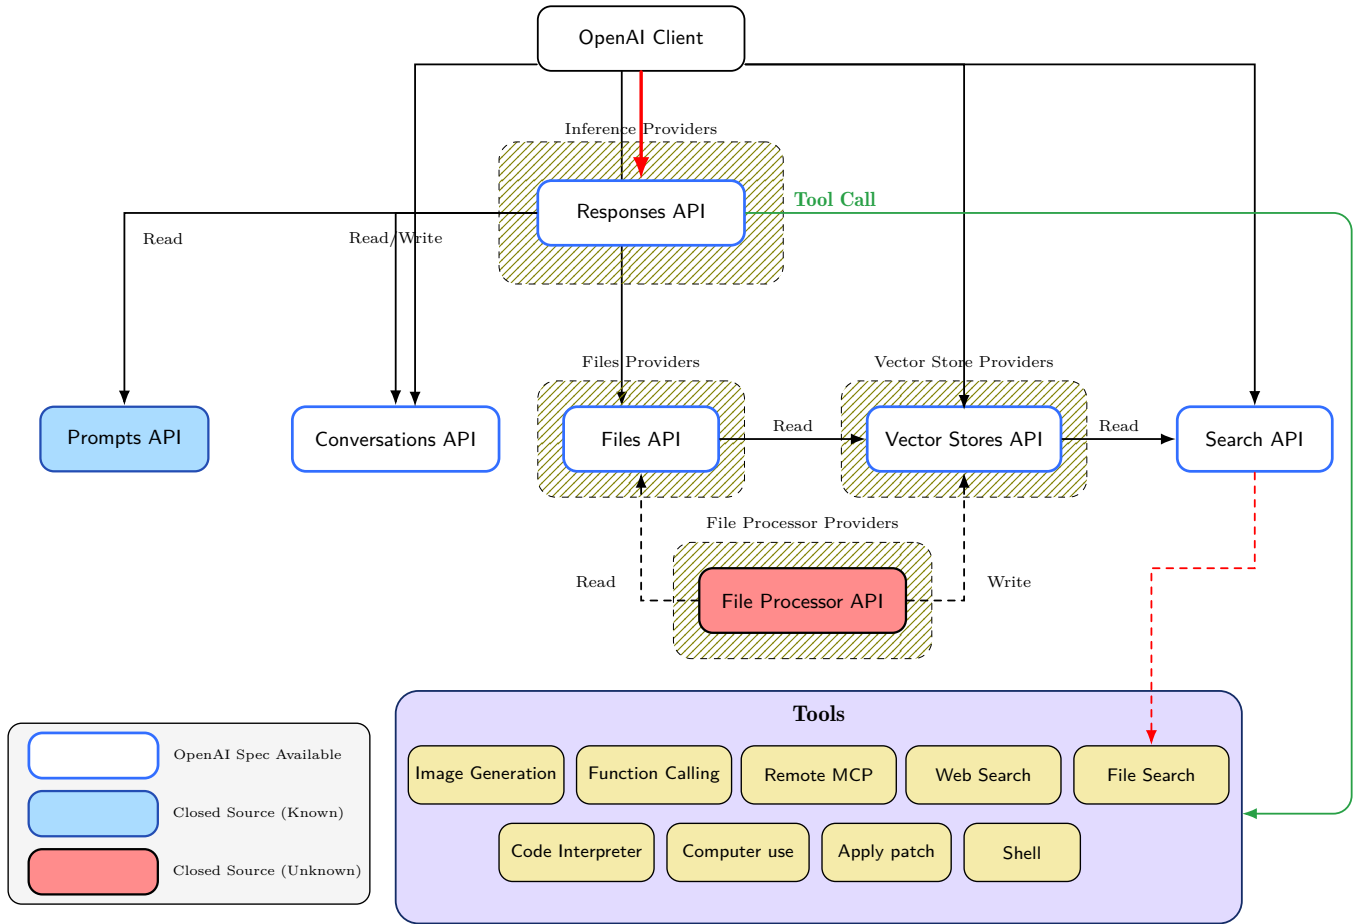 OpenAI Client
Inference Providers
Responses API
Tool Call
Read
Read/Write
Files Providers
Vector Store Providers
Prompts API
Conversations API
Files API
Read
Vector Stores API
Read
Search API
File Processor Providers
Read
File Processor API
Write
Tools
Image Generation
Function Calling
Remote MCP
Web Search
File Search
Code Interpreter
Computer use
Apply patch
Shell
OpenAI Spec Available
Closed Source (Known)
Closed Source (Unknown)